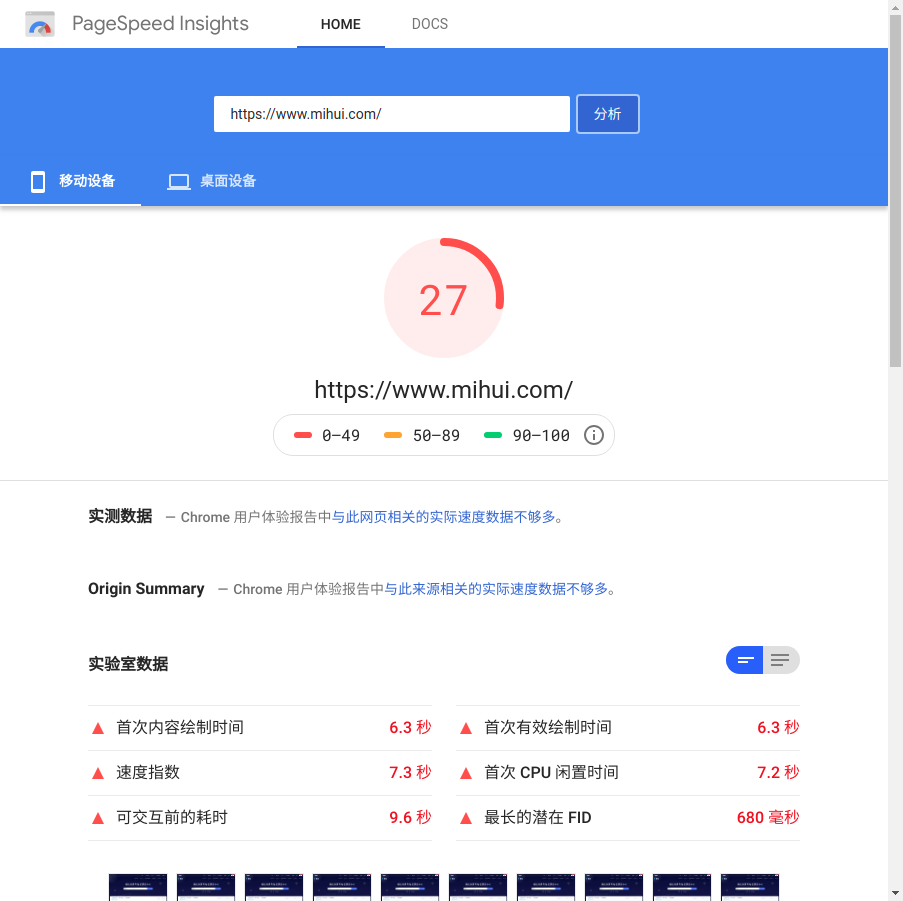 PageSpeed Insights HOME DOCS
https://www.mihui.com/ 分析
移动设备 桌面设备
27
https://www.mihui.com/
0–49 50–89 90–100
实测数据 — Chrome 用户体验报告中与此网页相关的实际速度数据不够多。
Origin Summary — Chrome 用户体验报告中与此来源相关的实际速度数据不够多。
实验室数据
首次内容绘制时间 6.3 秒 首次有效绘制时间 6.3 秒
速度指数 7.3 秒 首次 CPU 闲置时间 7.2 秒
可交互前的耗时 9.6 秒 最长的潜在 FID 680 毫秒